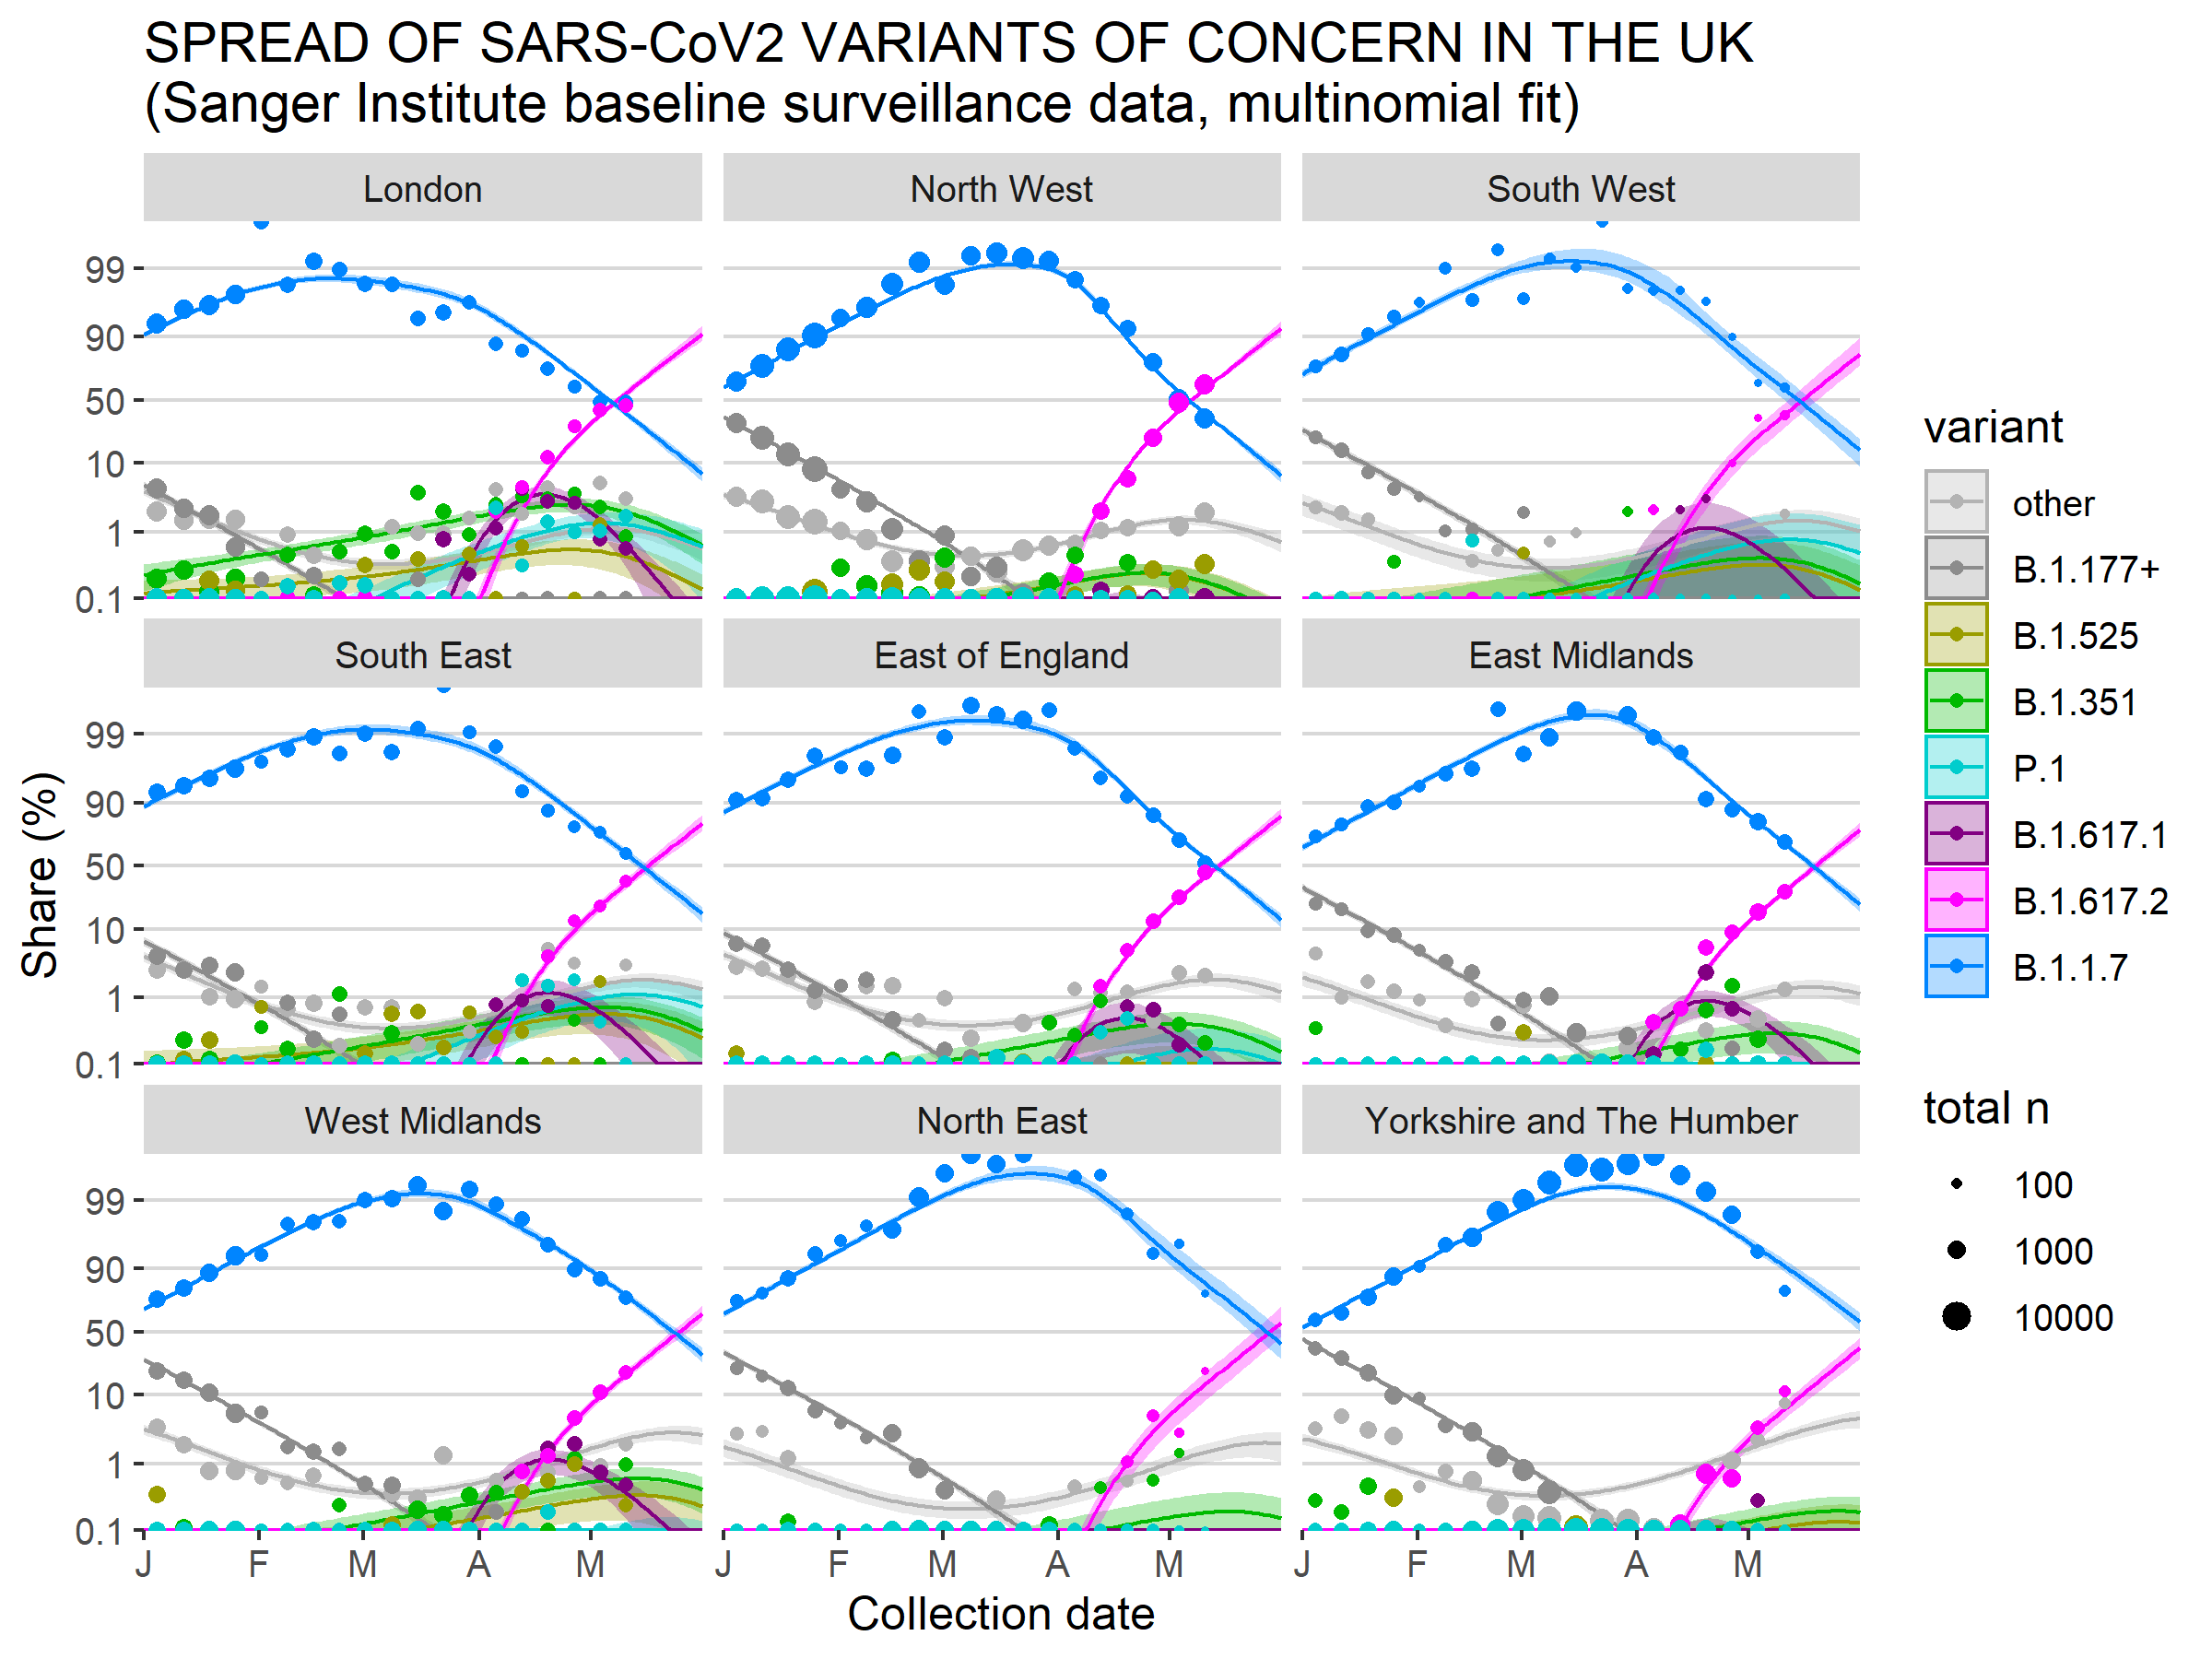 SPREAD OF SARS-CoV2 VARIANTS OF CONCERN IN THE UK
(Sanger Institute baseline surveillance data, multinomial fit)
London
North West
South West
99
90
50
10
1
0.1
South East
East of England
East Midlands
99
90
50
10
1
0.1
West Midlands
North East
Yorkshire and The Humber
99
90
50
10
1
0.1
J F M A M
J F M A M
J F M A M
Share (%)
Collection date
variant
other
B.1.177+
B.1.525
B.1.351
P.1
B.1.617.1
B.1.617.2
B.1.1.7
total n
100
1000
10000